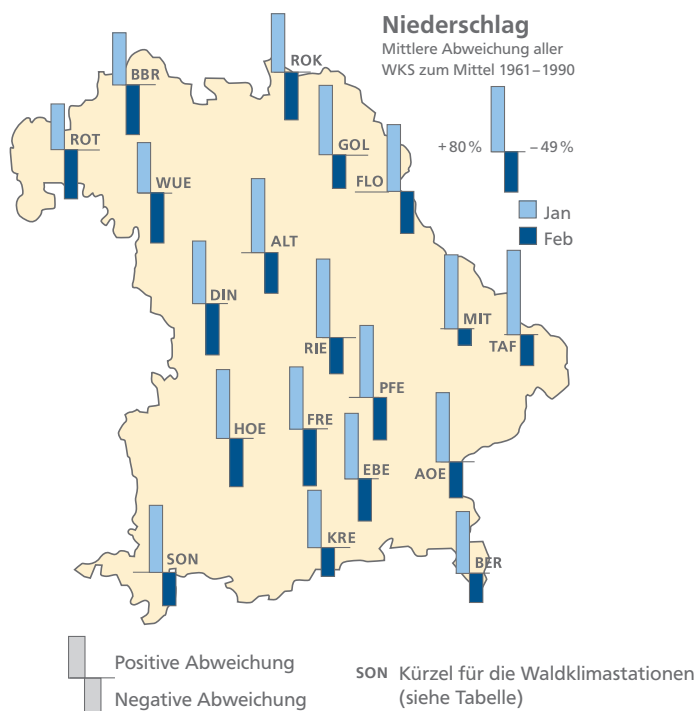 Niederschlag
Mittlere Abweichung aller
WKS zum Mittel 1961–1990
+80 %
–49 %
Jan
Feb
ROK
BBR
ROT
GOL
FLO
WUE
ALT
DIN
MIT
TAF
RIE
PFE
HOE
FRE
EBE
AOE
KRE
SON
BER
Positive Abweichung
Negative Abweichung
SON Kürzel für die Waldklimastationen
(siehe Tabelle)